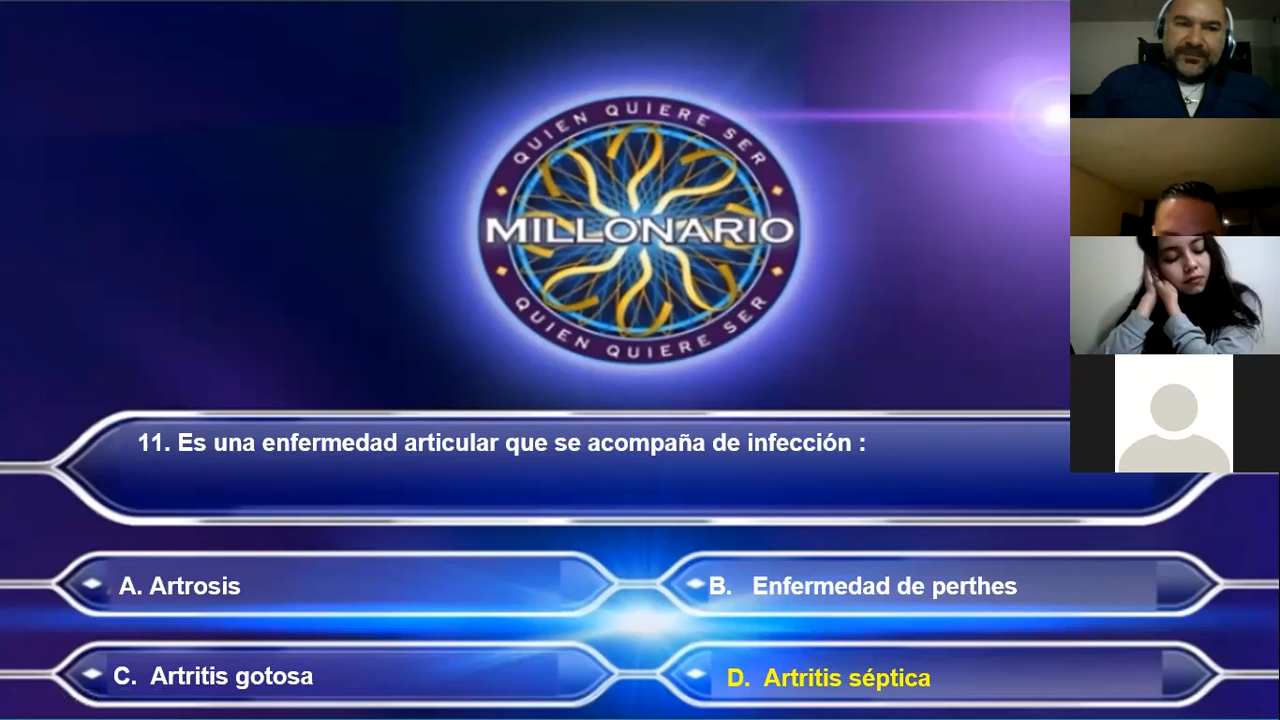 QUIEN QUIERE SER
MILLONARIO
QUIEN QUIERE SER
11. Es una enfermedad articular que se acompaña de infección :
A. Artrosis
B. Enfermedad de perthes
C. Artritis gotosa
D. Artritis séptica